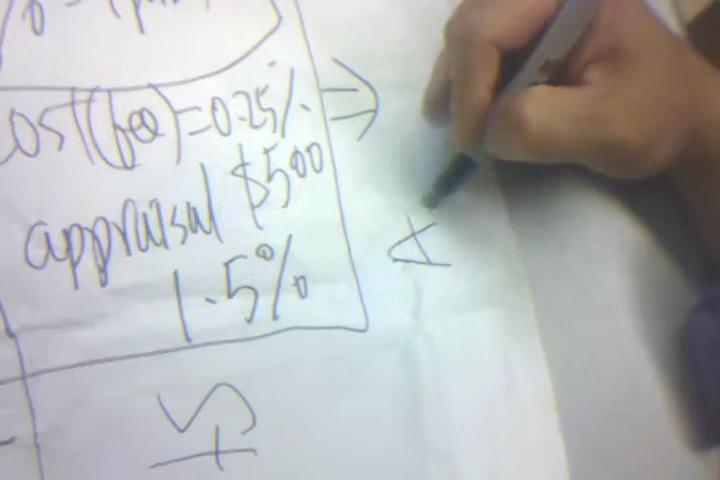 cost (fee) = 0.25% →
appraisal $500
1.5%
A